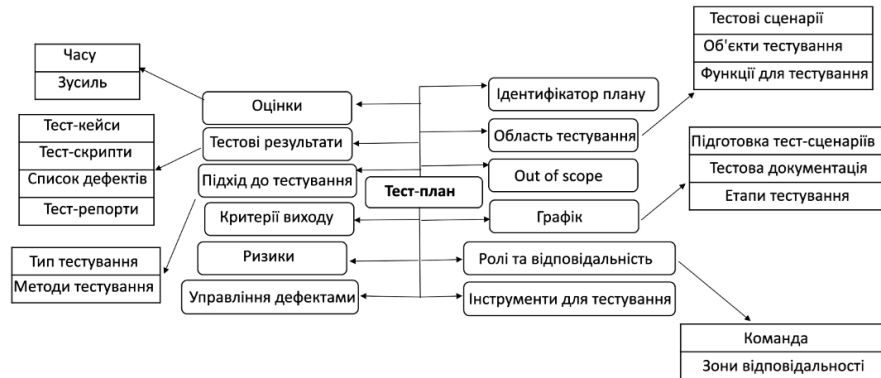 Часу
Зусиль
Оцінки
Тестові результати
Тест-кейси
Тест-скрипти
Список дефектів
Тест-репорти
Підхід до тестування
Тип тестування
Методи тестування
Критерії виходу
Ризики
Управління дефектами
Тест-план
Ідентифікатор плану
Область тестування
Тестові сценарії
Об'єкти тестування
Функції для тестування
Out of scope
Графік
Підготовка тест-сценаріїв
Тестова документація
Етапи тестування
Ролі та відповідальність
Команда
Зони відповідальності
Інструменти для тестування